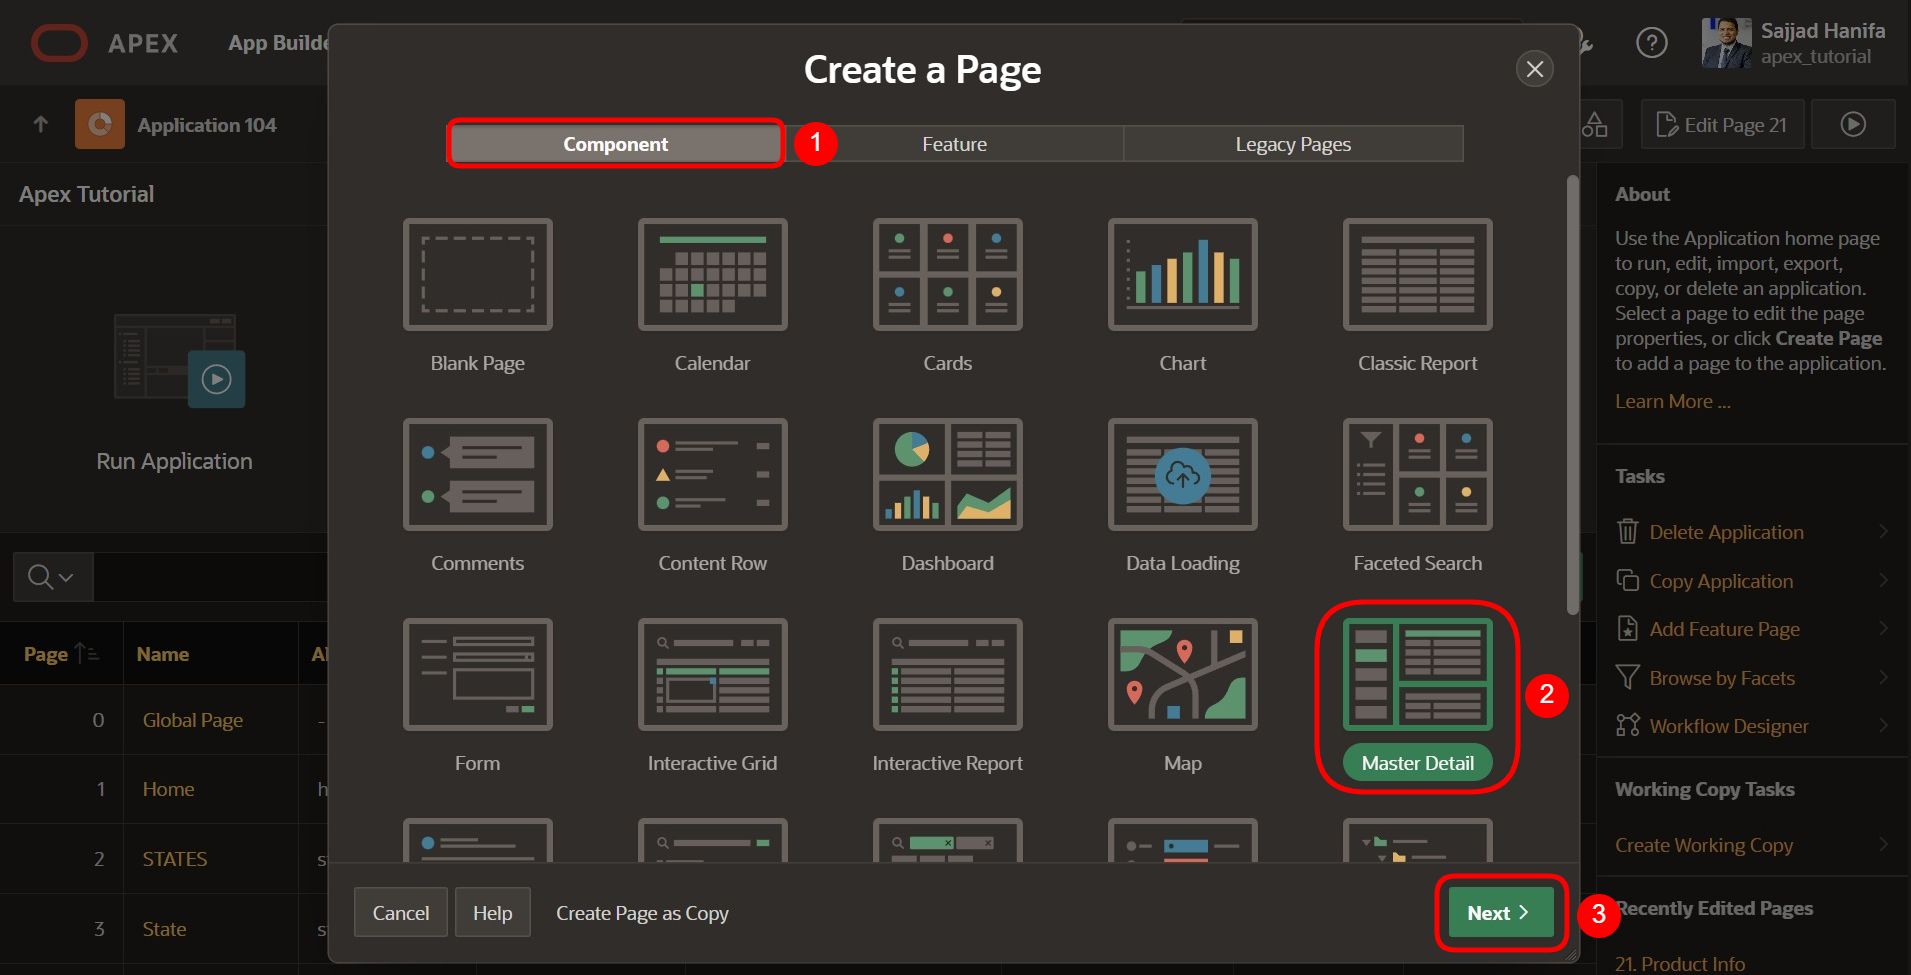 APEX
App Builde
Sajjad Hanifa
apex_tutorial
Application 104
Edit Page 21
Apex Tutorial
Run Application
Page
Name
Al
0
Global Page
-
1
Home
h
2
STATES
s
3
State
s
Create a Page
Component
1
Feature
Legacy Pages
Blank Page
Calendar
Cards
Chart
Classic Report
Comments
Content Row
Dashboard
Data Loading
Faceted Search
Form
Interactive Grid
Interactive Report
Map
Master Detail
2
Cancel
Help
Create Page as Copy
Next
3
About
Use the Application home page
to run, edit, import, export,
copy, or delete an application.
Select a page to edit the page
properties, or click Create Page
to add a page to the application.
Learn More ...
Tasks
Delete Application
Copy Application
Add Feature Page
Browse by Facets
Workflow Designer
Working Copy Tasks
Create Working Copy
Recently Edited Pages
21. Product Info